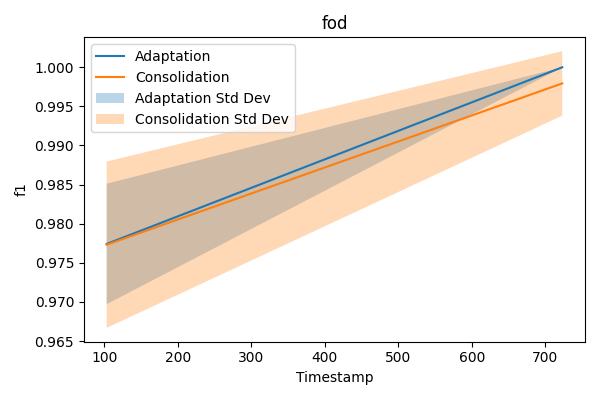 fod
Adaptation
Consolidation
Adaptation Std Dev
Consolidation Std Dev
f1
1.000
0.995
0.990
0.985
0.980
0.975
0.970
0.965
100 200 300 400 500 600 700
Timestamp